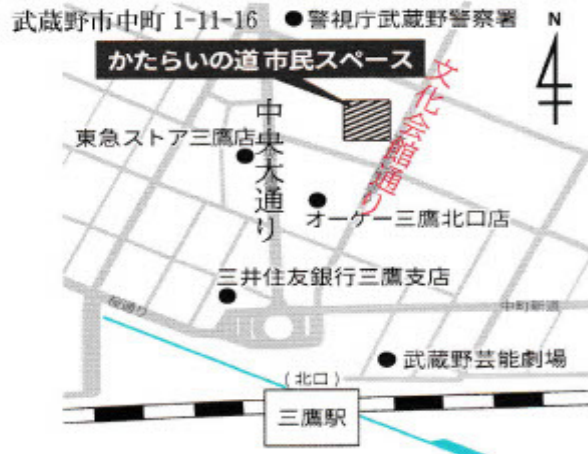 武蔵野市中町 1-11-16
警視庁武蔵野警察署
N
かたらいの道 市民スペース
文化会館通り
中央大通り
東急ストア三鷹店
オーケー三鷹北口店
三井住友銀行三鷹支店
桜通り
中町新道
武蔵野芸能劇場
(北口)
三鷹駅